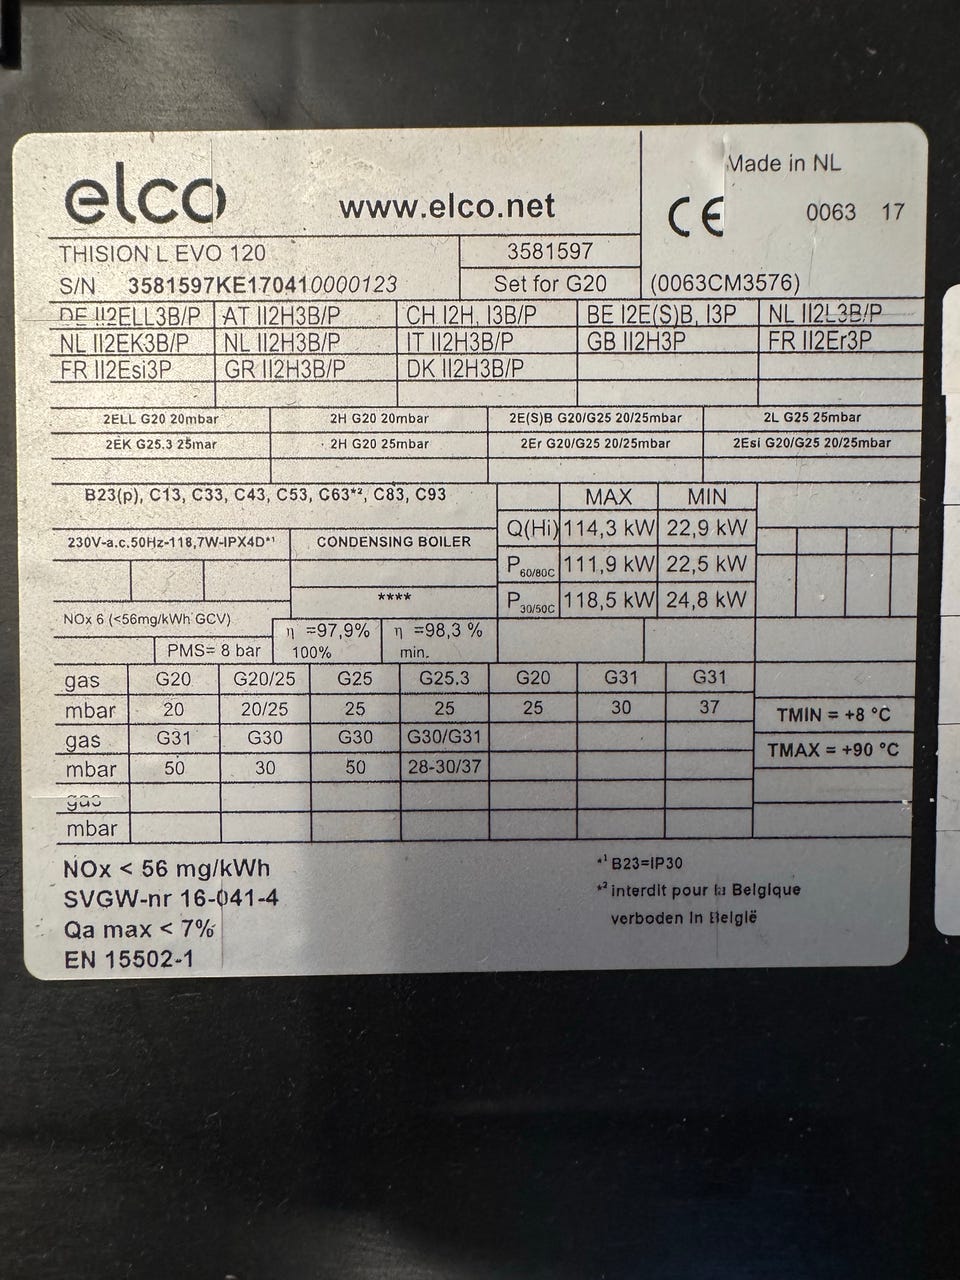 elco
www.elco.net
Made in NL
CE 0063 17
THISION L EVO 120
3581597
S/N 3581597KE170410000123
Set for G20
(0063CM3576)
DE II2ELL3B/P AT II2H3B/P CH I2H, I3B/P BE I2E(S)B, I3P NL II2L3B/P
NL II2EK3B/P NL II2H3B/P IT II2H3B/P GB II2H3P FR II2Er3P
FR II2Esi3P GR II2H3B/P DK II2H3B/P
2ELL G20 20mbar 2H G20 20mbar 2E(S)B G20/G25 20/25mbar 2L G25 25mbar
2EK G25.3 25mar 2H G20 25mbar 2Er G20/G25 20/25mbar 2Esi G20/G25 20/25mbar
B23(p), C13, C33, C43, C53, C63*², C83, C93
MAX MIN
Q(Hi) 114,3 kW 22,9 kW
230V-a.c.50Hz-118,7W-IPX4D*¹ CONDENSING BOILER
P60/80C 111,9 kW 22,5 kW
****
P30/50C 118,5 kW 24,8 kW
NOx 6 (<56mg/kWh GCV)
η =97,9% η =98,3 %
PMS= 8 bar 100% min.
gas G20 G20/25 G25 G25.3 G20 G31 G31
mbar 20 20/25 25 25 25 30 37
TMIN = +8 °C
gas G31 G30 G30 G30/G31
TMAX = +90 °C
mbar 50 30 50 28-30/37
gas
mbar
NOx < 56 mg/kWh
SVGW-nr 16-041-4
Qa max < 7%
EN 15502-1
*¹ B23=IP30
*² interdit pour la Belgique
verboden in België